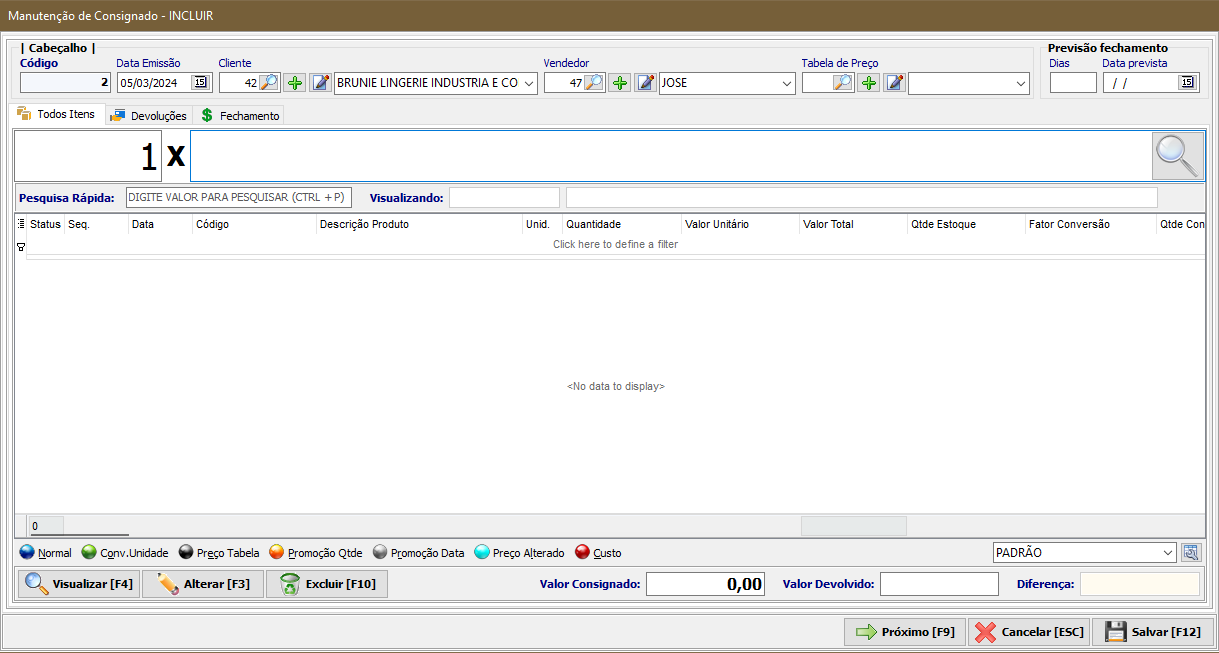 Manutenção de Consignado - INCLUIR
| Cabeçalho |
Previsão fechamento
Código Data Emissão Cliente Vendedor Tabela de Preço Dias Data prevista
2 05/03/2024 15 42 BRUNIE LINGERIE INDUSTRIA E CO 47 JOSE / / 15
Todos Itens Devoluções $ Fechamento
1 x
Pesquisa Rápida: DIGITE VALOR PARA PESQUISAR (CTRL + P) Visualizando:
Status Seq. Data Código Descrição Produto Unid. Quantidade Valor Unitário Valor Total Qtde Estoque Fator Conversão Qtde Con
Click here to define a filter
<No data to display>
0
Normal Conv.Unidade Preço Tabela Promoção Qtde Promoção Data Preço Alterado Custo PADRÃO
Visualizar [F4] Alterar [F3] Excluir [F10] Valor Consignado: 0,00 Valor Devolvido: Diferença:
Próximo [F9] Cancelar [ESC] Salvar [F12]